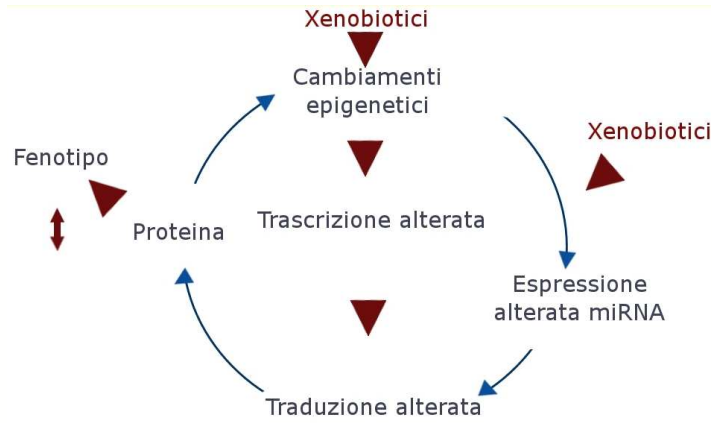 Xenobiotici
Cambiamenti
epigenetici
Xenobiotici
Fenotipo
Trascrizione alterata
Proteina
Espressione
alterata miRNA
Traduzione alterata